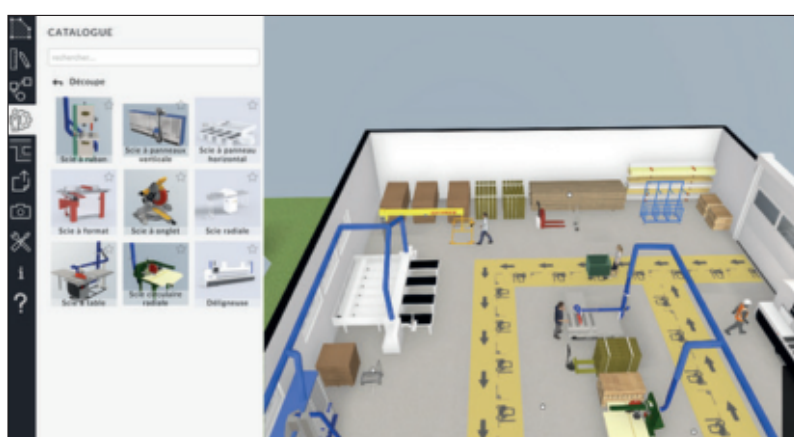 CATALOGUE
rechercher...
Découpe
Scie à ruban
Scie à panneaux
verticale
Scie à panneau
horizontal
Scie à format
Scie à onglet
Scie radiale
Scie à table
Scie circulaire
radiale
Déligneuse
i
?